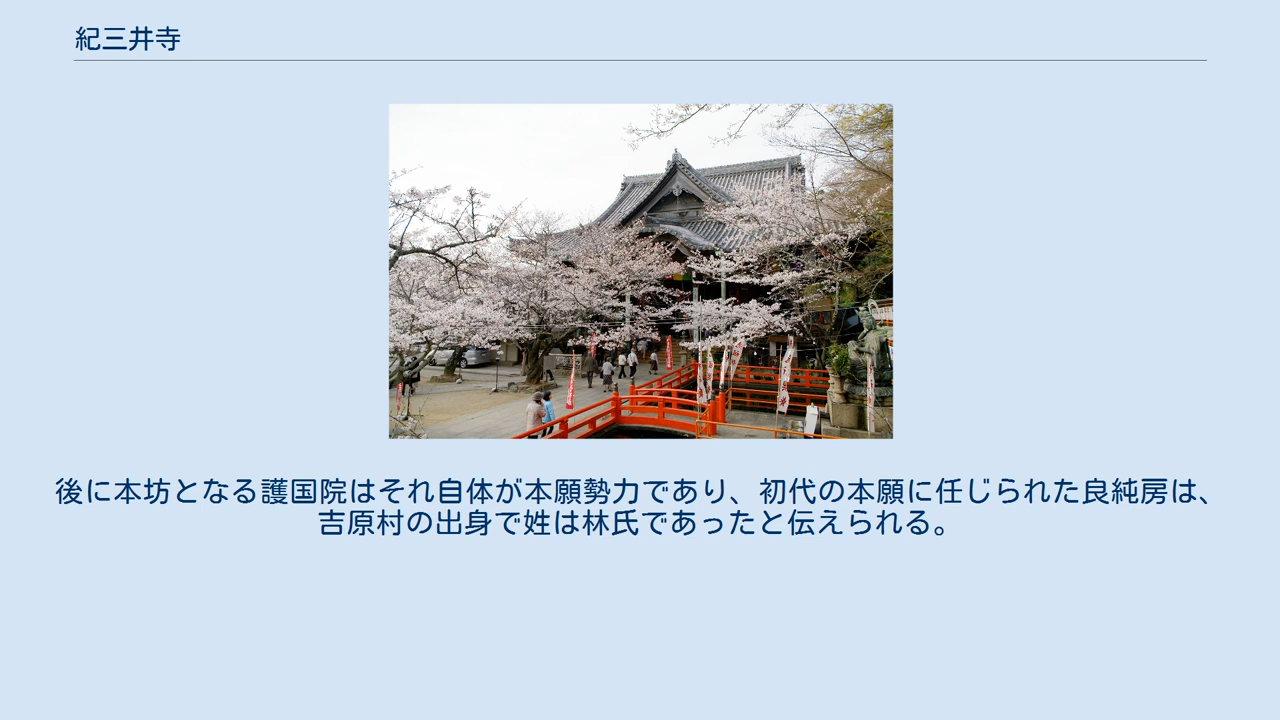 紀三井寺
後に本坊となる護国院はそれ自体が本願勢力であり、初代の本願に任じられた良純房は、
吉原村の出身で姓は林氏であったと伝えられる。